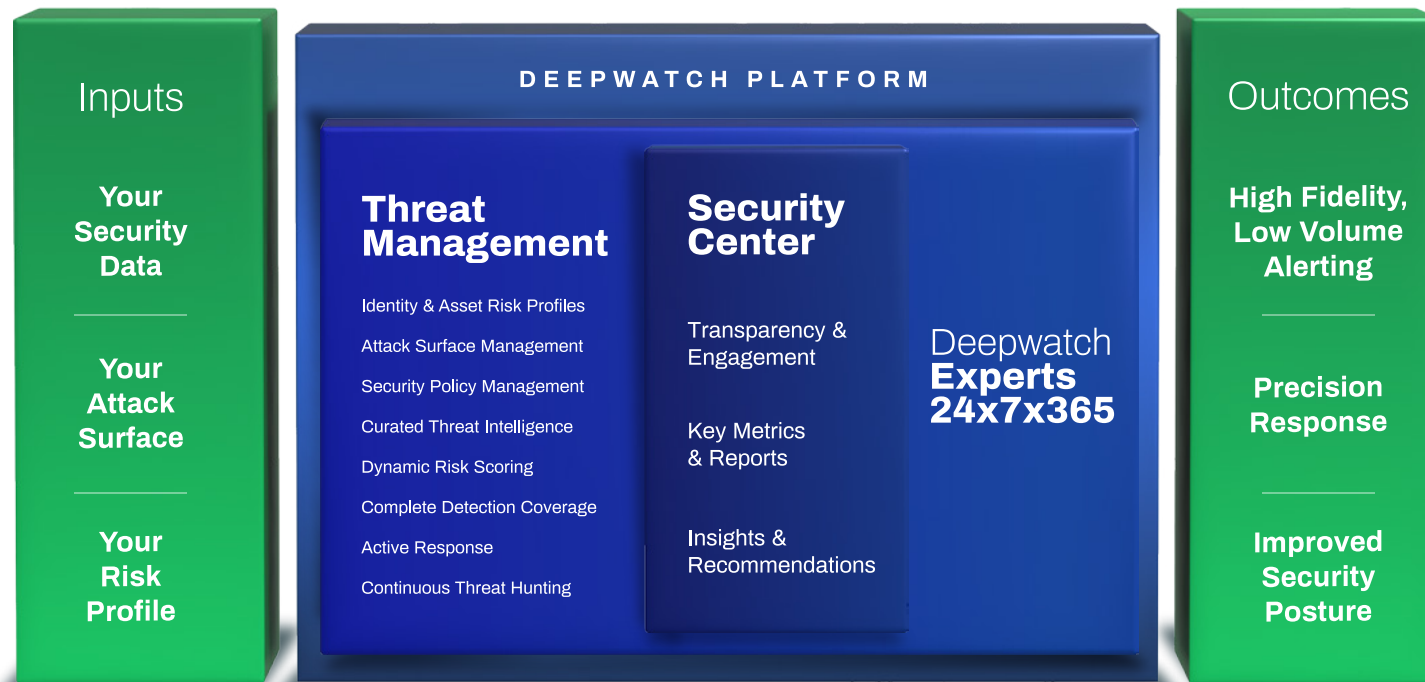 Inputs
Your
Security
Data
Your
Attack
Surface
Your
Risk
Profile
DEEPWATCH PLATFORM
Threat
Management
Identity & Asset Risk Profiles
Attack Surface Management
Security Policy Management
Curated Threat Intelligence
Dynamic Risk Scoring
Complete Detection Coverage
Active Response
Continuous Threat Hunting
Security
Center
Transparency &
Engagement
Key Metrics
& Reports
Insights &
Recommendations
Deepwatch
Experts
24x7x365
Outcomes
High Fidelity,
Low Volume
Alerting
Precision
Response
Improved
Security
Posture